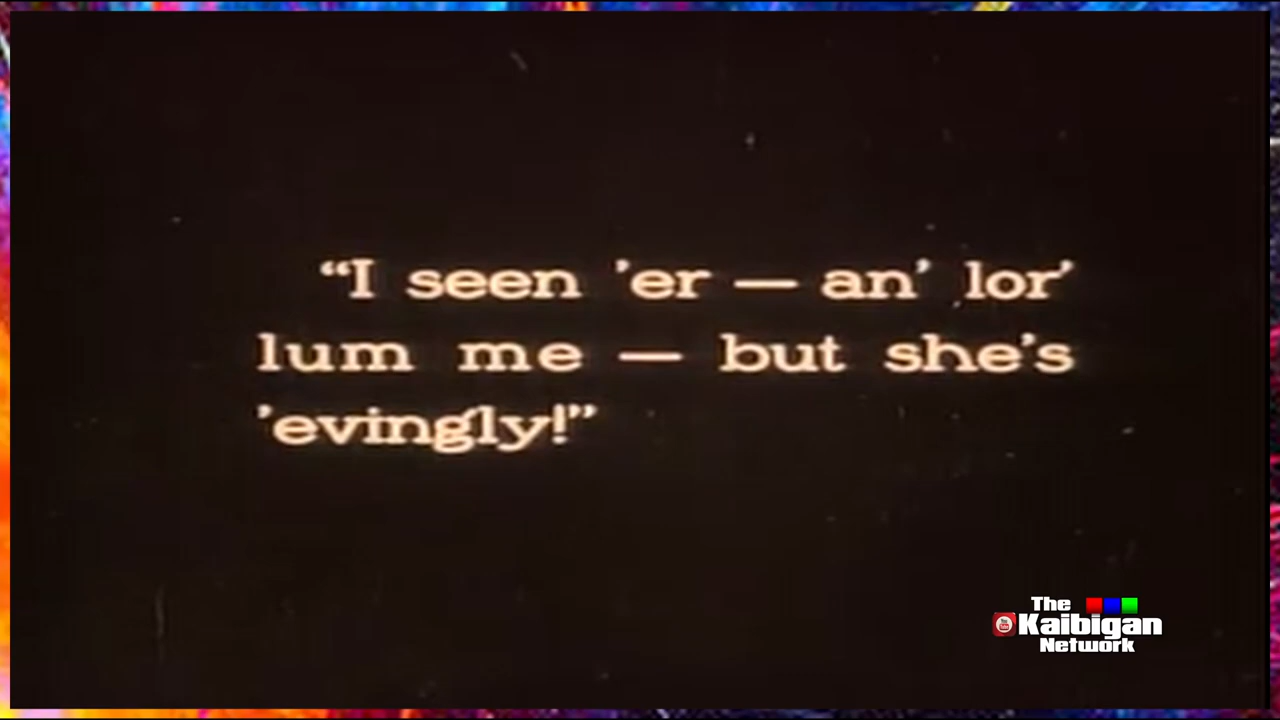 “I seen ’er — an’ lor’
lum me — but she’s
’evingly!”
The
Kaibigan
Network